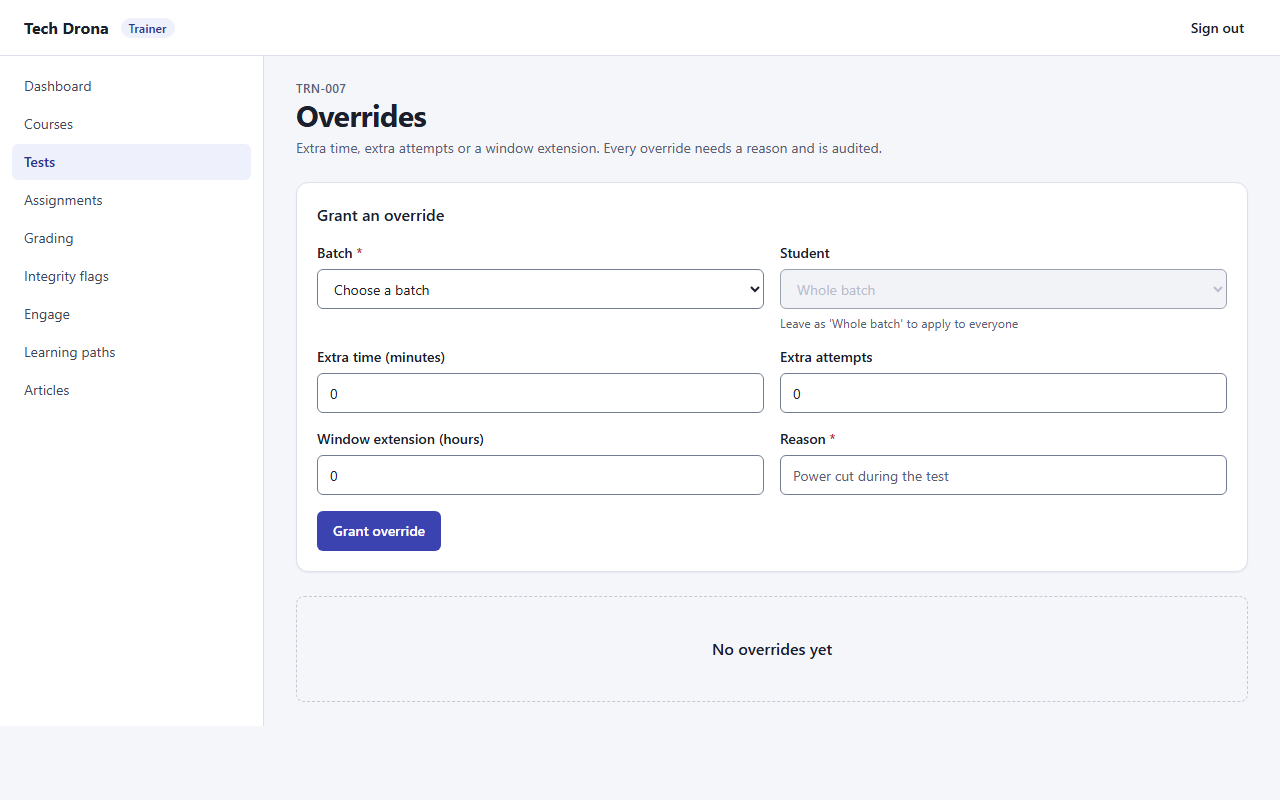 Tech Drona
Trainer
Sign out
Dashboard
Courses
Tests
Assignments
Grading
Integrity flags
Engage
Learning paths
Articles
TRN-007
Overrides
Extra time, extra attempts or a window extension. Every override needs a reason and is audited.
Grant an override
Batch *
Choose a batch
Student
Whole batch
Leave as 'Whole batch' to apply to everyone
Extra time (minutes)
0
Extra attempts
0
Window extension (hours)
0
Reason *
Power cut during the test
Grant override
No overrides yet